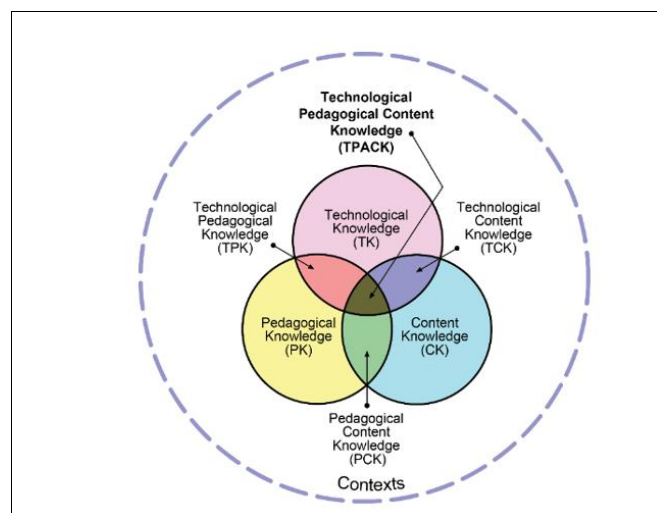 Technological
Pedagogical Content
Knowledge
(TPACK)
Technological
Pedagogical
Knowledge
(TPK)
Technological
Knowledge
(TK)
Technological
Content
Knowledge
(TCK)
Pedagogical
Knowledge
(PK)
Content
Knowledge
(CK)
Pedagogical
Content
Knowledge
(PCK)
Contexts